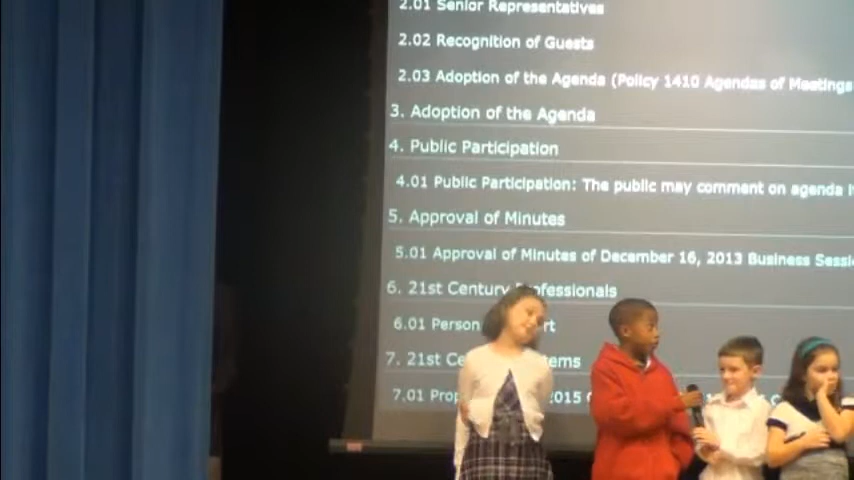 2.01 Senior Representatives
2.02 Recognition of Guests
2.03 Adoption of the Agenda (Policy 1410 Agendas of Meetings
3. Adoption of the Agenda
4. Public Participation
4.01 Public Participation: The public may comment on agenda
5. Approval of Minutes
5.01 Approval of Minutes of December 16, 2013 Business
6. 21st Century Professionals
6.01
7. 21st
7.01